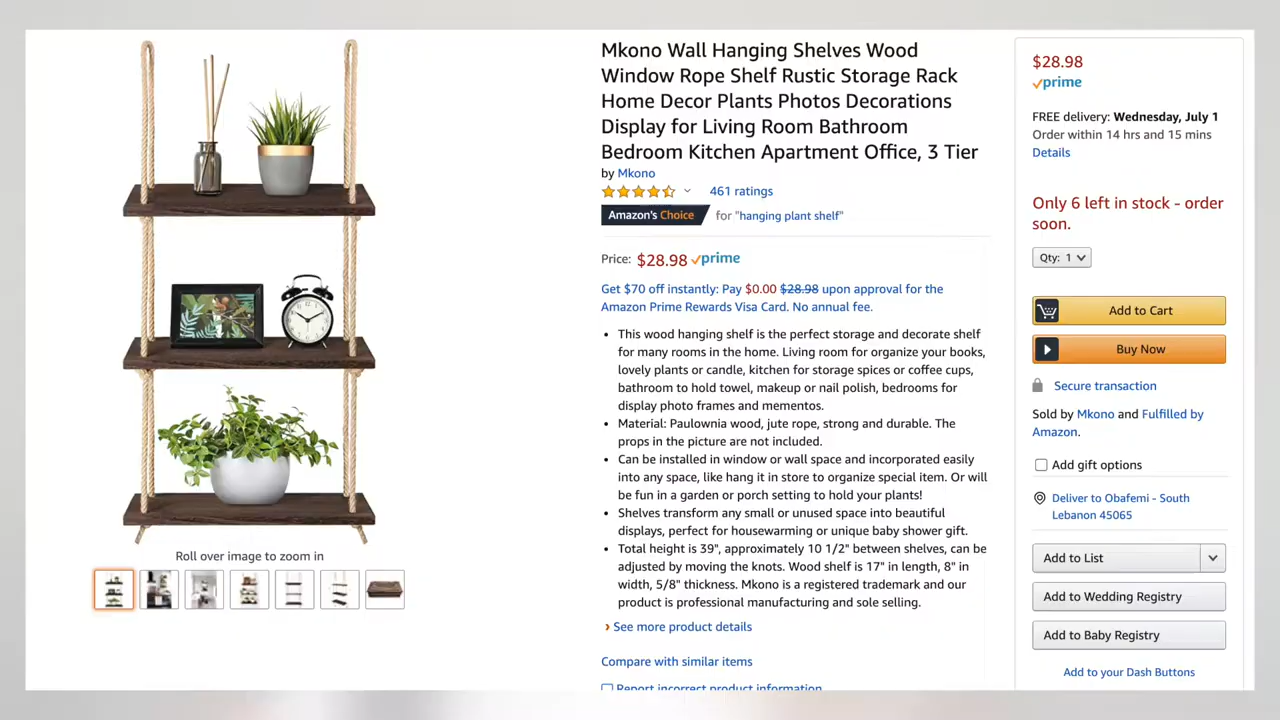 Mkono Wall Hanging Shelves Wood
Window Rope Shelf Rustic Storage Rack
Home Decor Plants Photos Decorations
Display for Living Room Bathroom
Bedroom Kitchen Apartment Office, 3 Tier
by Mkono
461 ratings
Amazon's Choice for "hanging plant shelf"
Price: $28.98 prime
Get $70 off instantly: Pay $0.00 $28.98 upon approval for the
Amazon Prime Rewards Visa Card. No annual fee.
• This wood hanging shelf is the perfect storage and decorate shelf
for many rooms in the home. Living room for organize your books,
lovely plants or candle, kitchen for storage spices or coffee cups,
bathroom to hold towel, makeup or nail polish, bedrooms for
display photo frames and mementos.
• Material: Paulownia wood, jute rope, strong and durable. The
props in the picture are not included.
• Can be installed in window or wall space and incorporated easily
into any space, like hang it in store to organize special item. Or will
be fun in a garden or porch setting to hold your plants!
• Shelves transform any small or unused space into beautiful
displays, perfect for housewarming or unique baby shower gift.
• Total height is 39", approximately 10 1/2" between shelves, can be
adjusted by moving the knots. Wood shelf is 17" in length, 8" in
width, 5/8" thickness. Mkono is a registered trademark and our
product is professional manufacturing and sole selling.
› See more product details
Compare with similar items
Report incorrect product information
Roll over image to zoom in
$28.98
prime
FREE delivery: Wednesday, July 1
Order within 14 hrs and 15 mins
Details
Only 6 left in stock - order
soon.
Qty: 1
Add to Cart
Buy Now
Secure transaction
Sold by Mkono and Fulfilled by
Amazon.
Add gift options
Deliver to Obafemi - South
Lebanon 45065
Add to List
Add to Wedding Registry
Add to Baby Registry
Add to your Dash Buttons